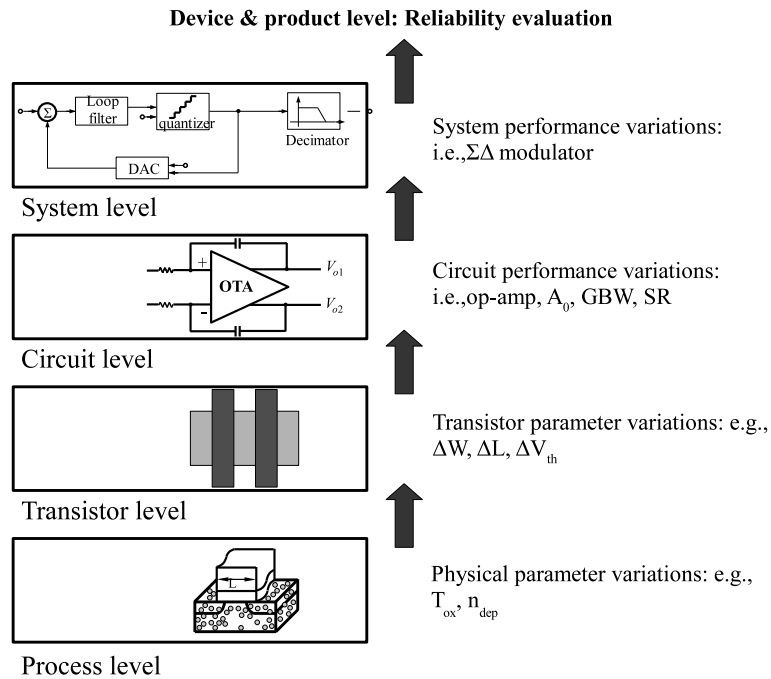 Device & product level: Reliability evaluation
Σ
Loop
filter
quantizer
Decimator
DAC
System level
System performance variations:
i.e.,ΣΔ modulator
+
OTA
-
Vo1
Vo2
Circuit level
Circuit performance variations:
i.e.,op-amp, A0, GBW, SR
Transistor level
Transistor parameter variations: e.g.,
ΔW, ΔL, ΔVth
L
Process level
Physical parameter variations: e.g.,
Tox, ndep